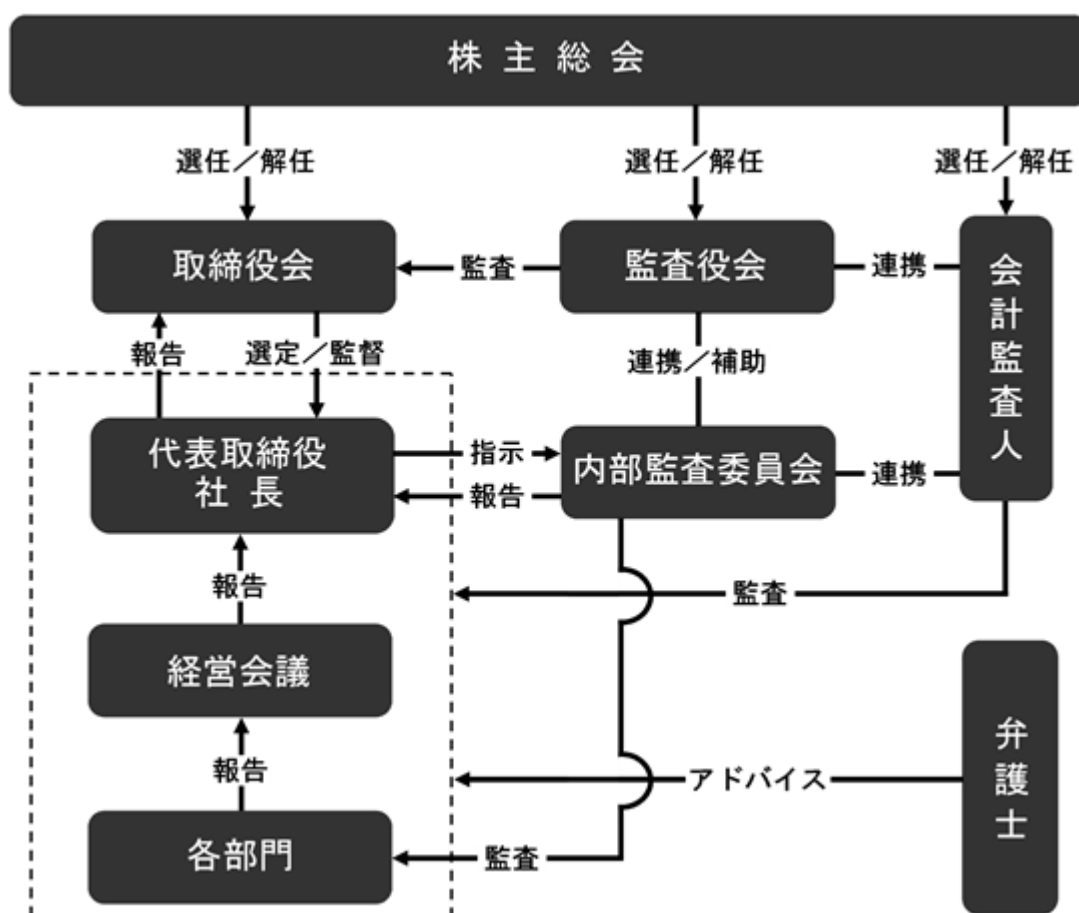 株主総会
選任／解任
選任／解任
選任／解任
取締役会
監査
監査役会
連携
会計監査人
報告
選定／監督
連携／補助
代表取締役
社長
指示
報告
内部監査委員会
連携
報告
監査
経営会議
報告
アドバイス
弁護士
各部門
監査